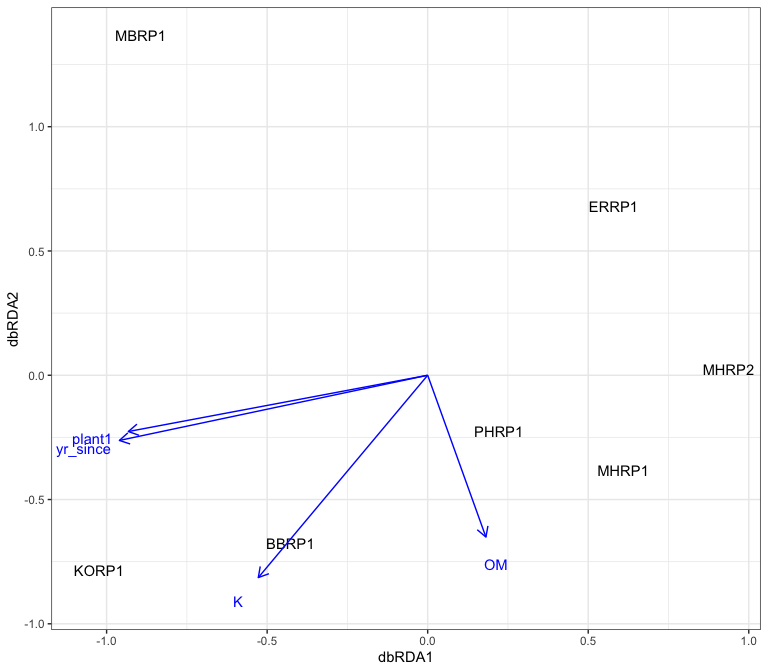 MBRP1
1.0
ERRP1
0.5
dbRDA2
MHRP2
0.0
PHRP1
plant1
yr_since
MHRP1
-0.5
BBRP1
OM
KORP1
K
-1.0
-1.0 -0.5 0.0 0.5 1.0
dbRDA1